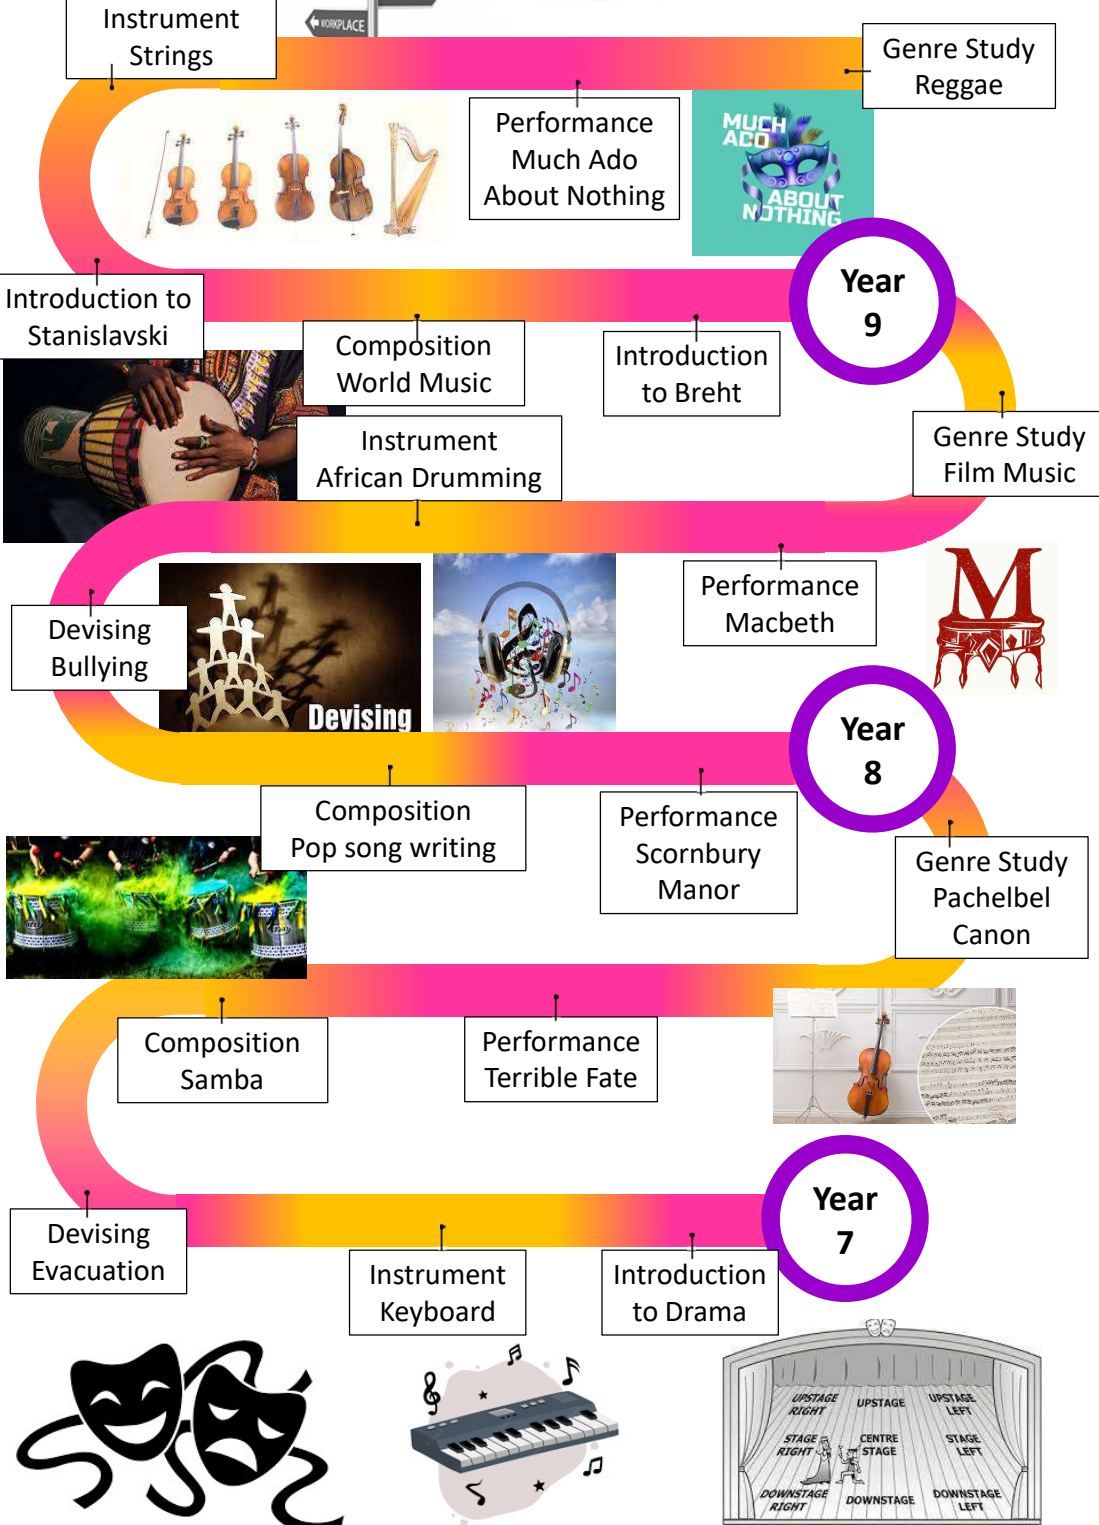 WORKPLACE
Instrument
Strings
Genre Study
Reggae
Performance
Much Ado
About Nothing
MUCH
ADO
ABOUT
NOTHING
Year
9
Introduction to
Stanislavski
Composition
World Music
Introduction
to Breht
Instrument
African Drumming
Genre Study
Film Music
Performance
Macbeth
M
Devising
Bullying
Devising
Year
8
Composition
Pop song writing
Performance
Scornbury
Manor
Genre Study
Pachelbel
Canon
Composition
Samba
Performance
Terrible Fate
Year
7
Devising
Evacuation
Instrument
Keyboard
Introduction
to Drama
UPSTAGE
RIGHT
UPSTAGE
UPSTAGE
LEFT
STAGE
RIGHT
CENTRE
STAGE
STAGE
LEFT
DOWNSTAGE
RIGHT
DOWNSTAGE
DOWNSTAGE
LEFT